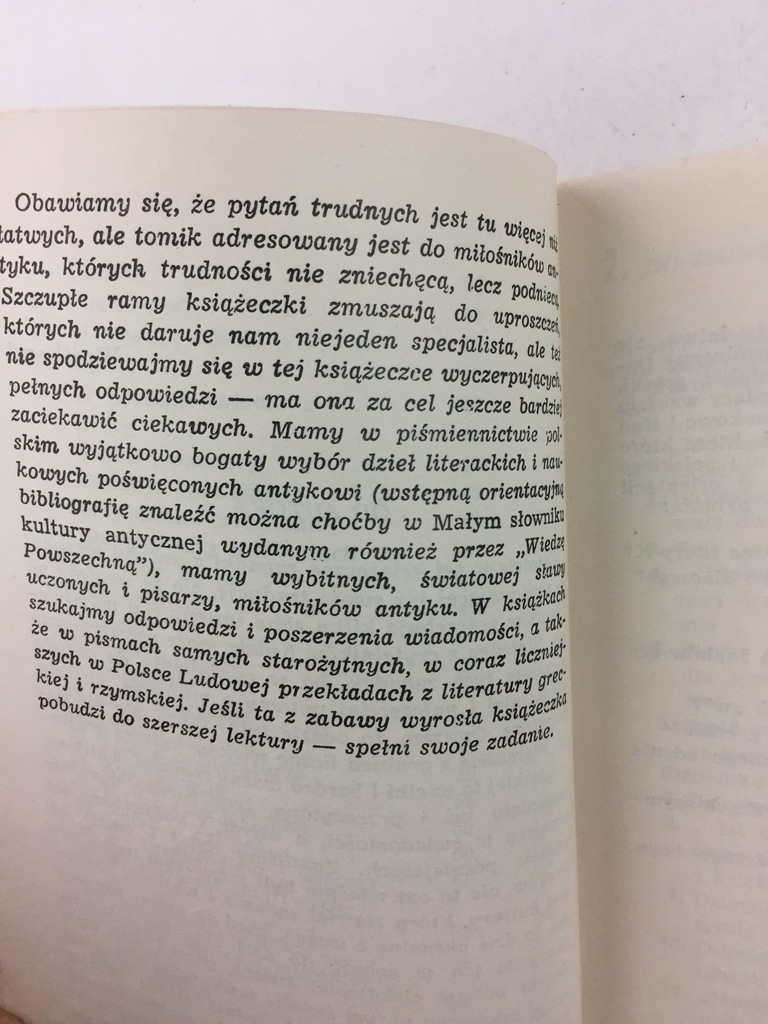 Obawiamy się, że pytań trudnych jest tu więcej niż
łatwych, ale tomik adresowany jest do miłośników an-
tyku, których trudności nie zniechęcą, lecz podniecą.
Szczupłe ramy książeczki zmuszają do uproszczeń,
których nie daruje nam niejeden specjalista, ale też
nie spodziewajmy się w tej książeczce wyczerpujących,
pełnych odpowiedzi — ma ona za cel jeszcze bardziej
zaciekawić ciekawych. Mamy w piśmiennictwie pol-
skim wyjątkowo bogaty wybór dzieł literackich i nau-
kowych poświęconych antykowi (wstępną orientacyjną
bibliografię znaleźć można choćby w Małym słowniku
kultury antycznej wydanym również przez „Wiedzę
Powszechną”), mamy wybitnych, światowej sławy
uczonych i pisarzy, miłośników antyku. W książkach
szukajmy odpowiedzi i poszerzenia wiadomości, a tak-
że w pismach samych starożytnych, w coraz liczniej-
szych w Polsce Ludowej przekładach z literatury grec-
kiej i rzymskiej. Jeśli ta z zabawy wyrosła książeczka
pobudzi do szerszej lektury — spełni swoje zadanie.